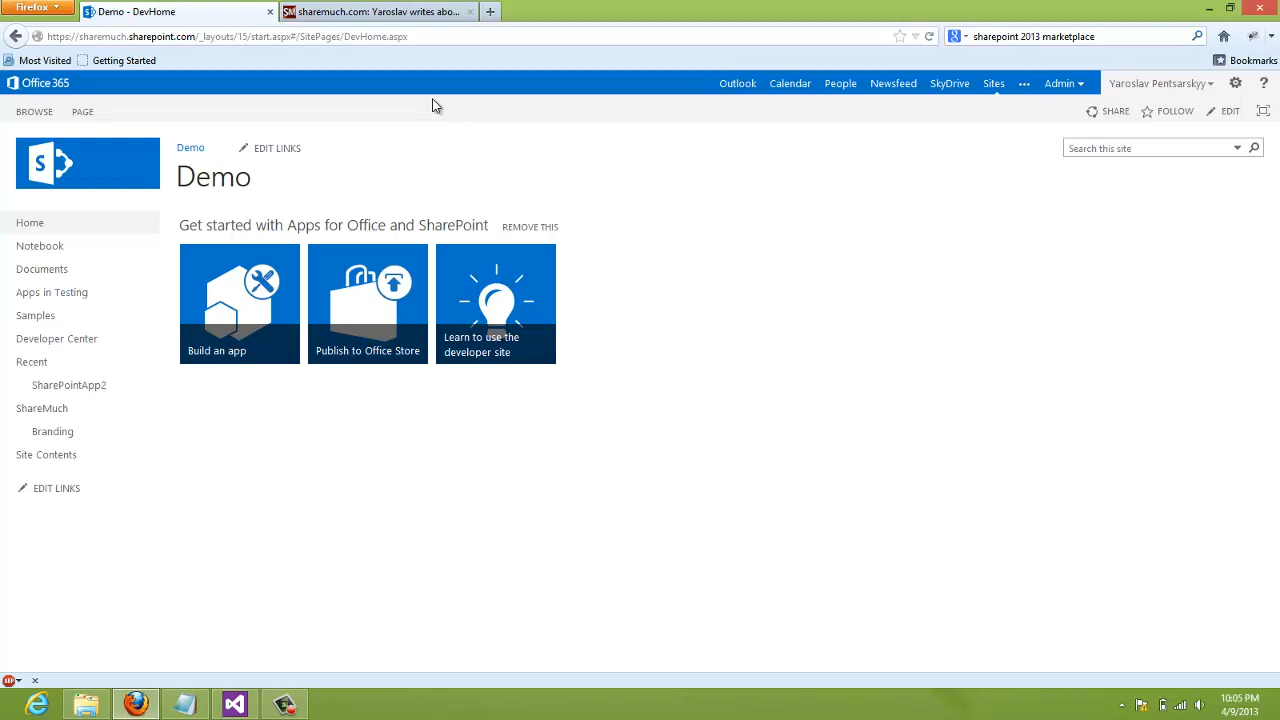 Firefox
Demo - DevHome
sharemuch.com: Yaroslav writes abo...
https://sharemuch.sharepoint.com/_layouts/15/start.aspx#/SitePages/DevHome.aspx
sharepoint 2013 marketplace
Most Visited
Getting Started
Bookmarks
Office 365
Outlook
Calendar
People
Newsfeed
SkyDrive
Sites
Admin
Yaroslav Pentsarskyy
BROWSE
PAGE
SHARE
FOLLOW
EDIT
Demo
EDIT LINKS
Search this site
Demo
Home
Notebook
Documents
Apps in Testing
Samples
Developer Center
Recent
SharePointApp2
ShareMuch
Branding
Site Contents
EDIT LINKS
Get started with Apps for Office and SharePoint
REMOVE THIS
Build an app
Publish to Office Store
Learn to use the
developer site
10:05 PM
4/9/2013